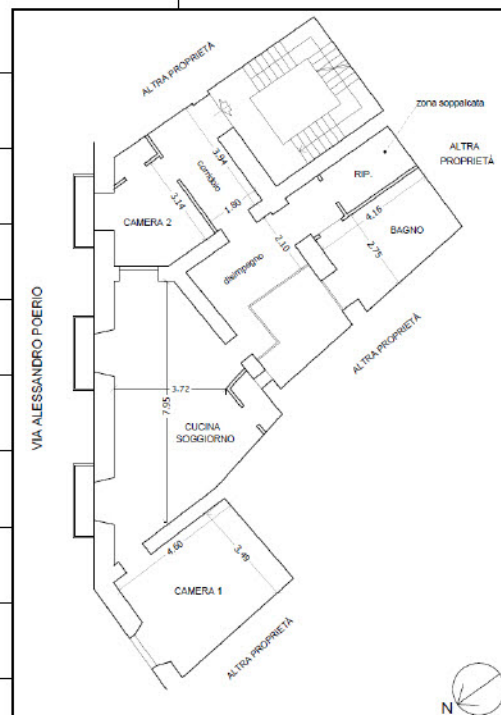 ALTRA PROPRIETÀ
zona soppalcata
ALTRA
PROPRIETÀ
3.94
corridoio
1.80
RIP.
3.14
CAMERA 2
4.16
BAGNO
2.10
2.75
disimpegno
ALTRA PROPRIETÀ
VIA ALESSANDRO POERIO
3.72
7.95
CUCINA
SOGGIORNO
4.60
3.49
CAMERA 1
ALTRA PROPRIETÀ
N